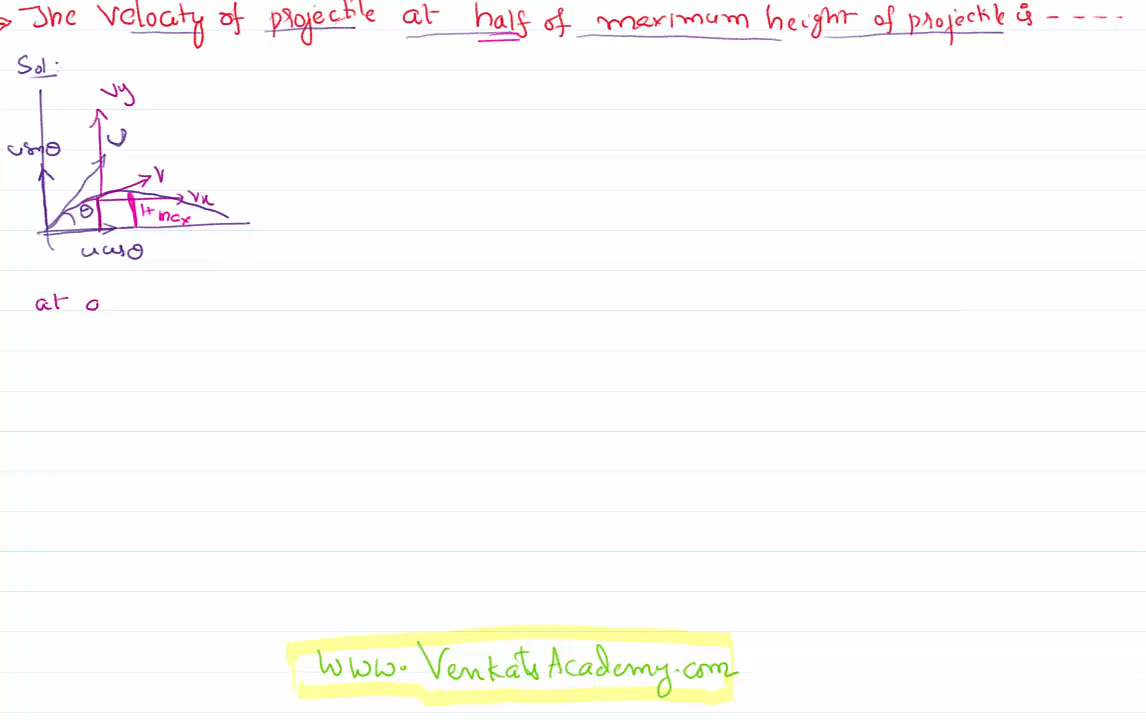 The velocity of projectile at half of maximum height of projectile is - - - - -
Sol:
vy
usinθ
U
V
vx
θ
Hmax
ucosθ
at a
www.VenkatsAcademy.com